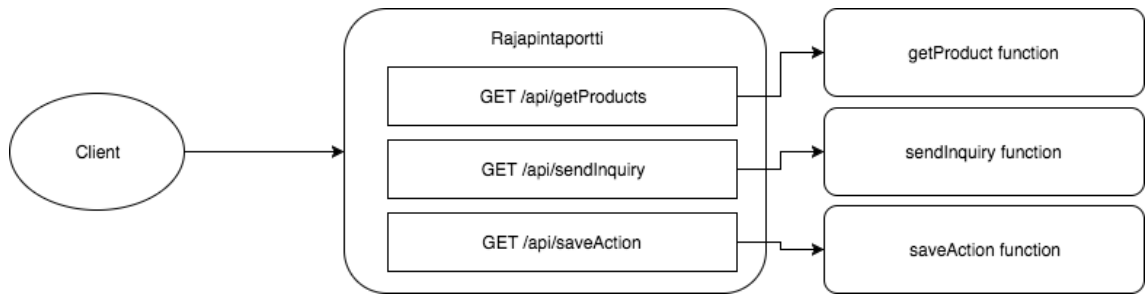 Client
Rajapintaportti
GET /api/getProducts
GET /api/sendInquiry
GET /api/saveAction
getProduct function
sendInquiry function
saveAction function